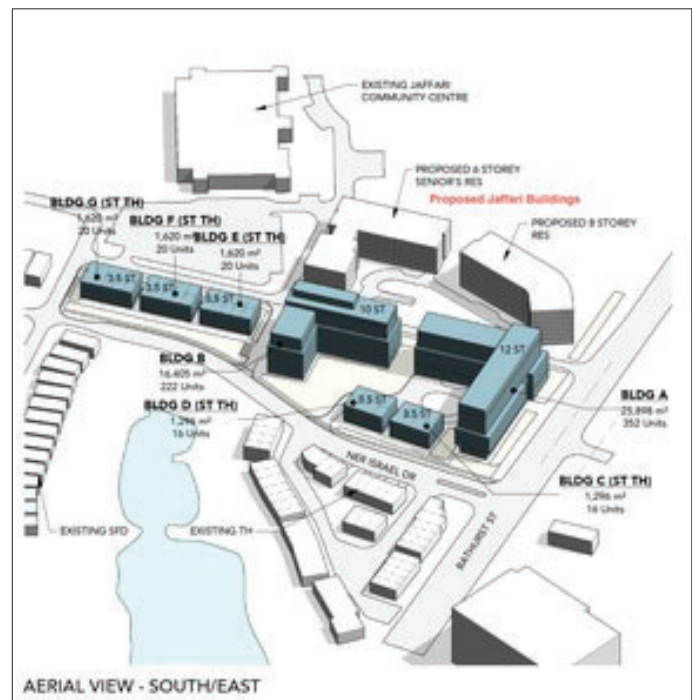 EXISTING JAFFARI
COMMUNITY CENTRE
PROPOSED 6 STOREY
SENIOR'S RES
Proposed Jaffari Buildings
PROPOSED 8 STOREY
RES
BLDG G (ST TH)
1,620 m²
20 Units
BLDG F (ST TH)
1,620 m²
20 Units
BLDG E (ST TH)
1,620 m²
20 Units
3.5 ST
3.5 ST
3.5 ST
10 ST
12 ST
BLDG B
16,405 m²
222 Units
BLDG A
25,898 m²
352 Units
BLDG D (ST TH)
1,296 m²
16 Units
3.5 ST
3.5 ST
BLDG C (ST TH)
1,296 m²
16 Units
NER ISRAEL DR
BATHURST ST
EXISTING SFD
EXISTING TH
AERIAL VIEW - SOUTH/EAST